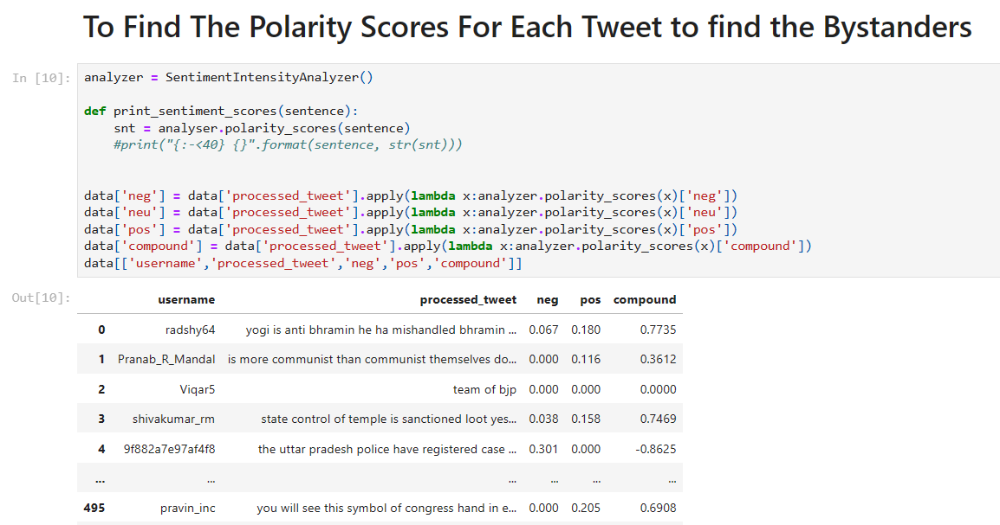 To Find The Polarity Scores For Each Tweet to find the Bystanders
In [10]:
analyzer = SentimentIntensityAnalyzer()
def print_sentiment_scores(sentence):
    snt = analyser.polarity_scores(sentence)
    #print("{:-<40} {}".format(sentence, str(snt)))
data['neg'] = data['processed_tweet'].apply(lambda x:analyzer.polarity_scores(x)['neg'])
data['neu'] = data['processed_tweet'].apply(lambda x:analyzer.polarity_scores(x)['neu'])
data['pos'] = data['processed_tweet'].apply(lambda x:analyzer.polarity_scores(x)['pos'])
data['compound'] = data['processed_tweet'].apply(lambda x:analyzer.polarity_scores(x)['compound'])
data[['username','processed_tweet','neg','pos','compound']]
Out[10]:
username processed_tweet neg pos compound
0 radshy64 yogi is anti bhramin he ha mishandled bhramin ... 0.067 0.180 0.7735
1 Pranab_R_Mandal is more communist than communist themselves do... 0.000 0.116 0.3612
2 Viqar5 team of bjp 0.000 0.000 0.0000
3 shivakumar_rm state control of temple is sanctioned loot yes... 0.038 0.158 0.7469
4 9f882a7e97af4f8 the uttar pradesh police have registered case ... 0.301 0.000 -0.8625
... ... ... ... ... ...
495 pravin_inc you will see this symbol of congress hand in e... 0.000 0.205 0.6908